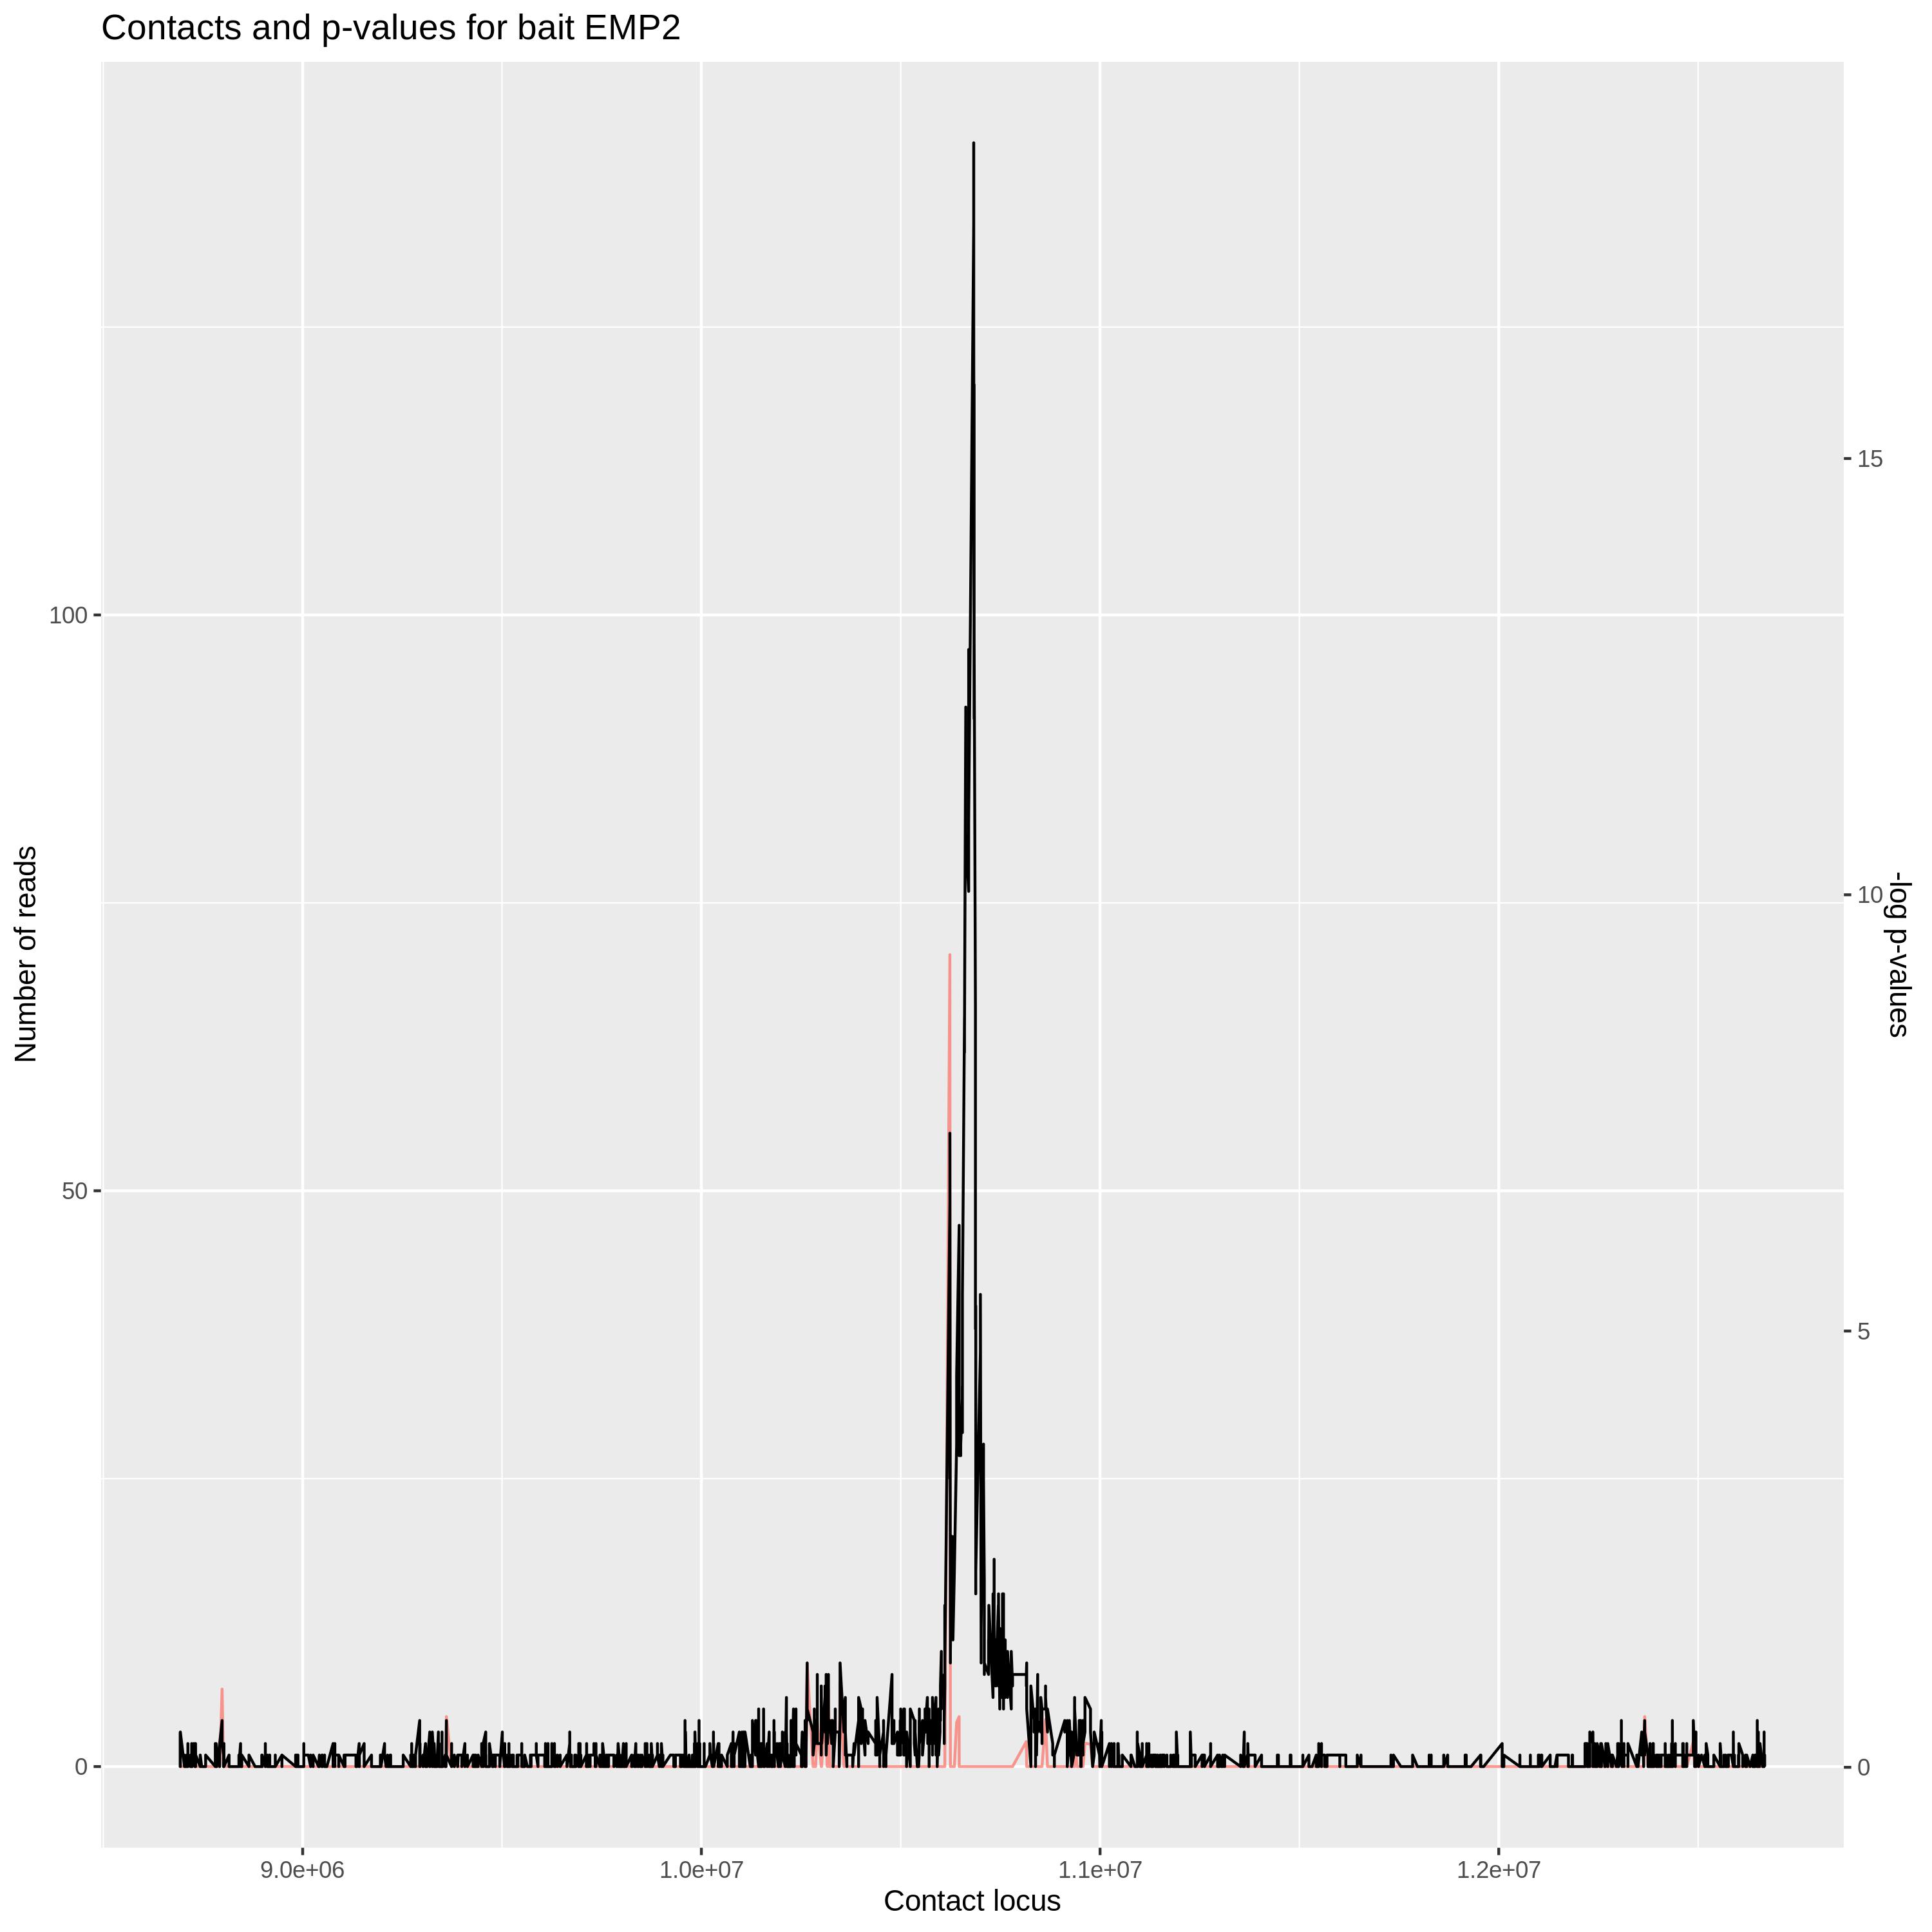 Contacts and p-values for bait EMP2
Number of reads
100
50
0
15
10
5
0
-log p-values
9.0e+06
1.0e+07
1.1e+07
1.2e+07
Contact locus